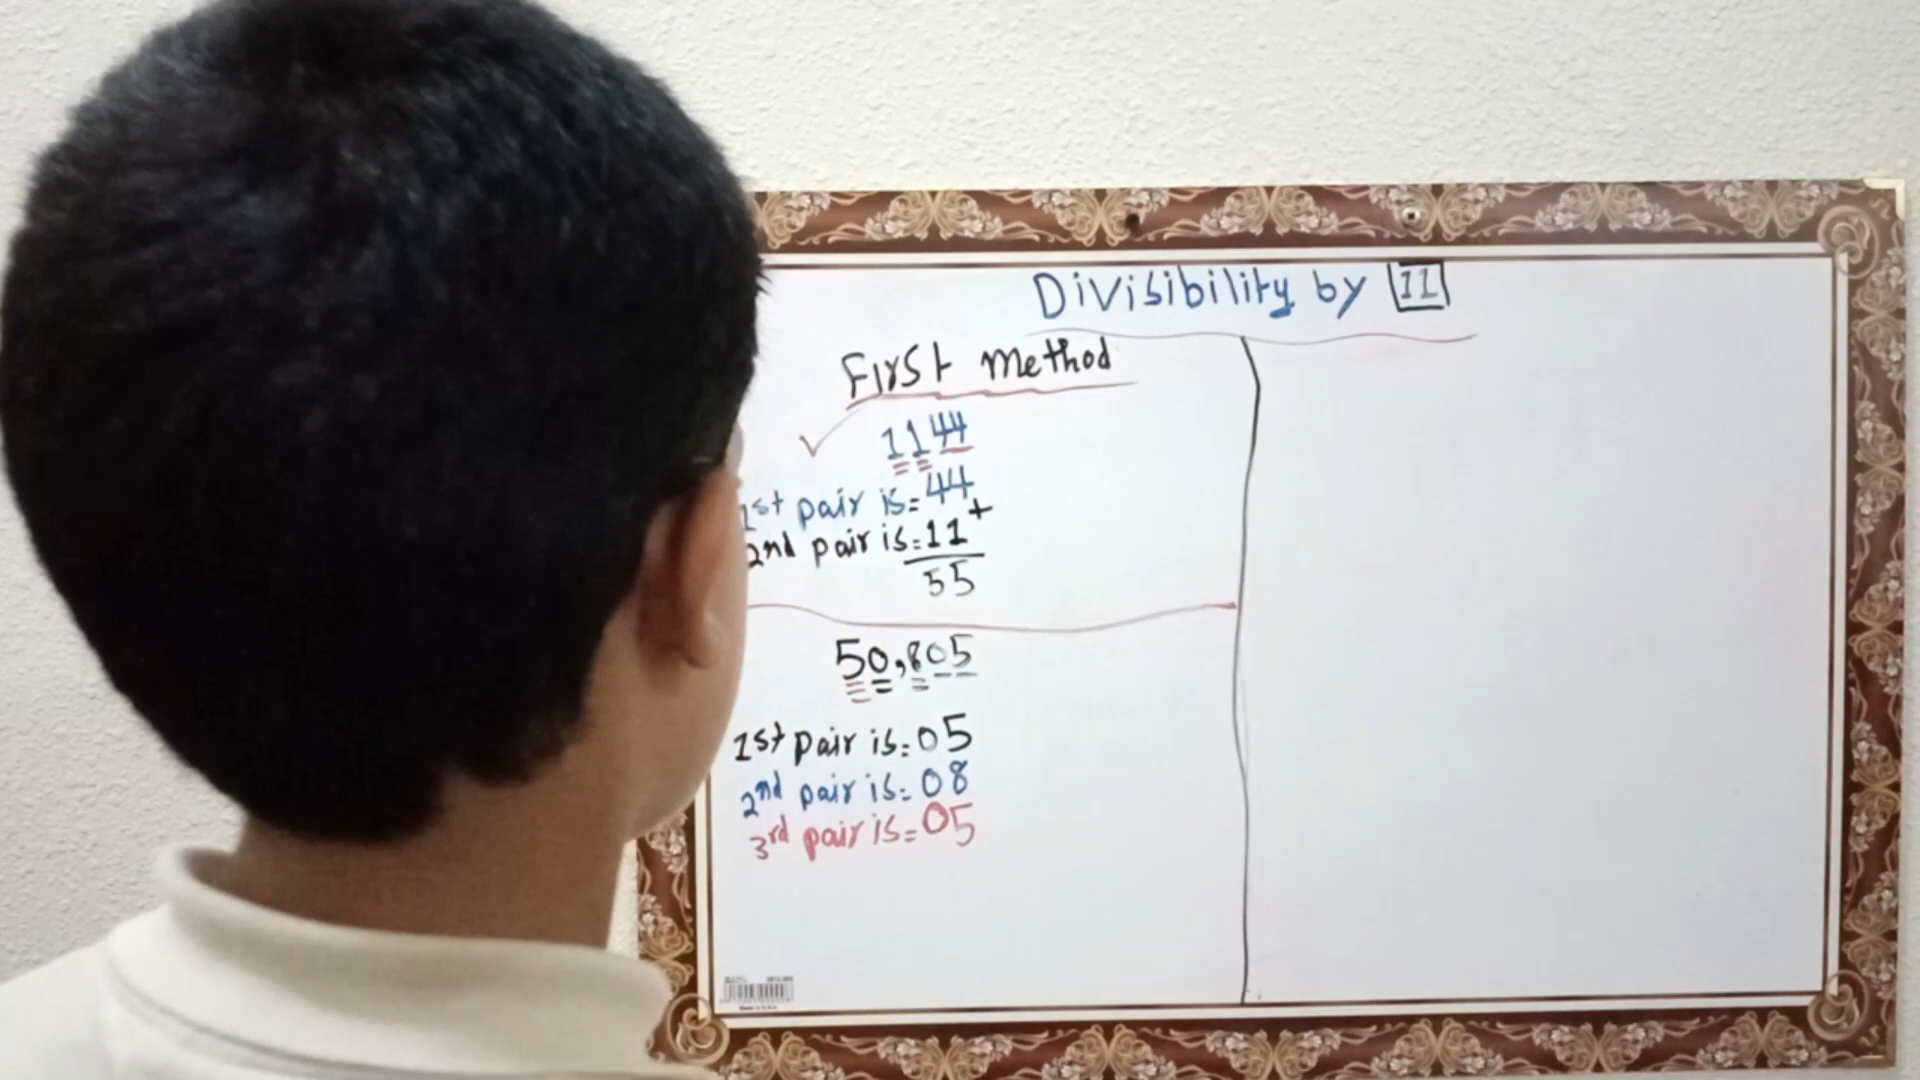 Divisibility by 11
First Method
1144
1st pair is=44
2nd pair is=11+
55
50,805
1st pair is=05
2nd pair is=08
3rd pair is=05